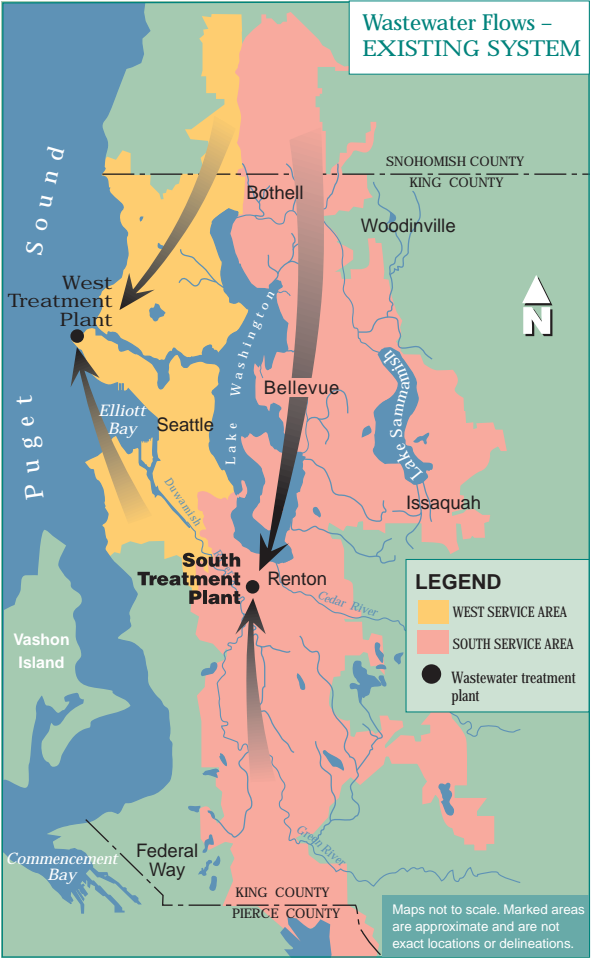 Wastewater Flows –
EXISTING SYSTEM
SNOHOMISH COUNTY
KING COUNTY
Bothell
Woodinville
Puget Sound
West
Treatment
Plant
N
Lake Washington
Lake Sammamish
Bellevue
Elliott
Bay
Seattle
Duwamish
Issaquah
South
Treatment
Plant
Renton
Cedar River
LEGEND
WEST SERVICE AREA
SOUTH SERVICE AREA
Wastewater treatment
plant
Vashon
Island
Green River
Federal
Way
Commencement
Bay
KING COUNTY
PIERCE COUNTY
Maps not to scale. Marked areas
are approximate and are not
exact locations or delineations.